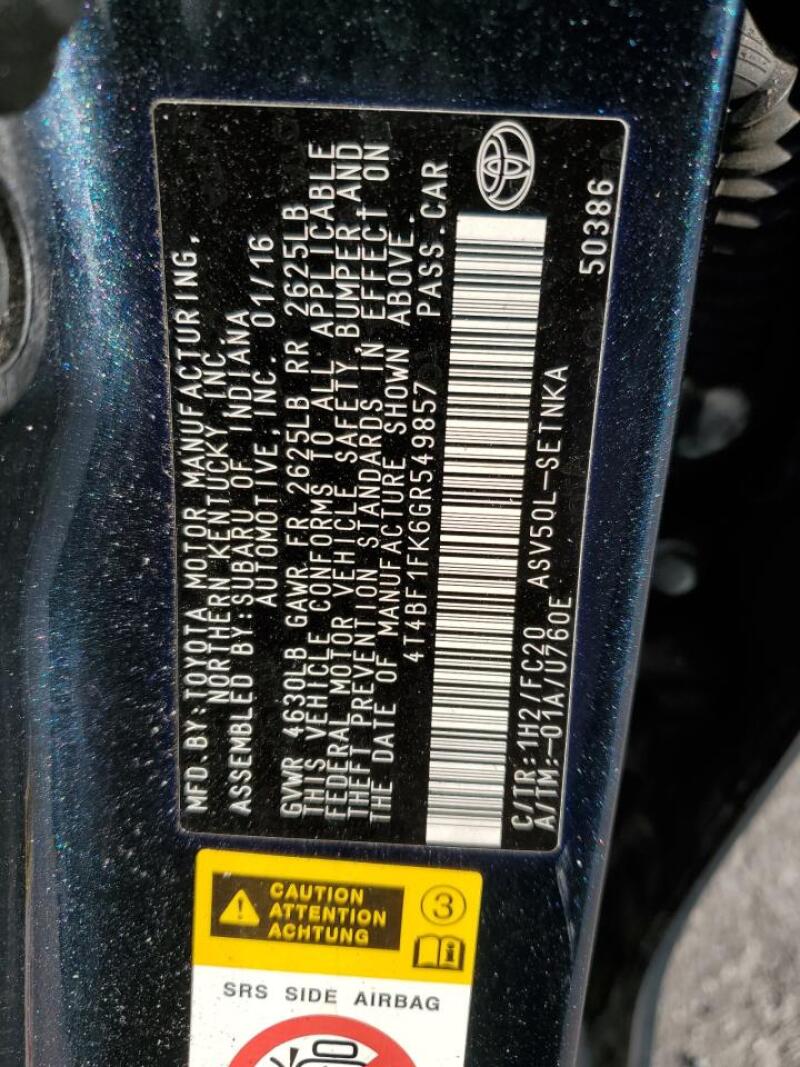 MFD.BY:TOYOTA MOTOR MANUFACTURING,
NORTHERN KENTUCKY, INC.
ASSEMBLED BY:SUBARU OF INDIANA
AUTOMOTIVE, INC. 01/16
GVWR 4630LB GAWR FR 2625LB RR 2625LB
THIS VEHICLE CONFORMS TO ALL APPLICABLE
FEDERAL MOTOR VEHICLE SAFETY, BUMPER AND
THEFT PREVENTION STANDARDS IN EFFECT ON
THE DATE OF MANUFACTURE SHOWN ABOVE.
4T4BF1FK6GR549857 PASS.CAR
C/TR:1H2/FC20 ASV50L-SETNKA
A/TM:-01A/U760E
50386
CAUTION
ATTENTION
ACHTUNG
3
SRS SIDE AIRBAG